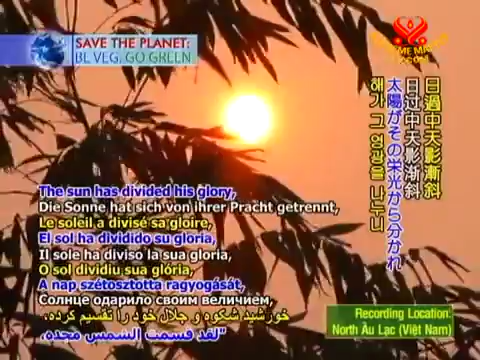 SAVE THE PLANET:
BE VEG, GO GREEN
日過中天影漸斜
日过中天影渐斜
太陽がその栄光から分かれ
해가 그 영광을 나누니
The sun has divided his glory,
Die Sonne hat sich von ihrer Pracht getrennt,
Le soleil a divisé sa gloire,
El sol ha dividido su gloria,
Il sole ha diviso la sua gloria,
O sol dividiu sua glória,
A nap szétosztotta ragyogását,
Солнце одарило своим величием,
خورشید شکوه و جلال خود را تقسیم کرده،
"لقد قسمت الشمس مجده،
Recording Location:
North Âu Lạc (Việt Nam)